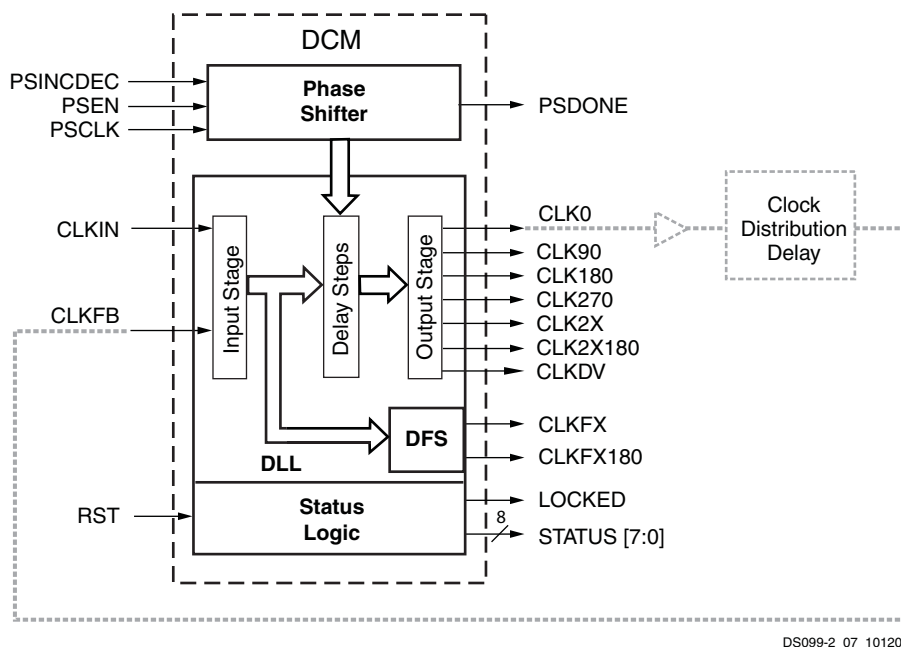 DCM
PSINCDEC
PSEN
PSCLK
Phase
Shifter
PSDONE
CLKIN
CLKFB
Input Stage
Delay Steps
Output Stage
CLK0
CLK90
CLK180
CLK270
CLK2X
CLK2X180
CLKDV
Clock
Distribution
Delay
DFS
CLKFX
CLKFX180
DLL
RST
Status
Logic
LOCKED
8
STATUS [7:0]
DS099-2_07_10120